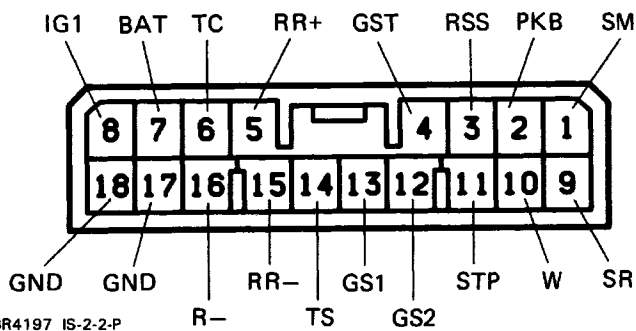 IG1 BAT TC RR+ GST RSS PKB SM
8 7 6 5 4 3 2 1
18 17 16 15 14 13 12 11 10 9
GND GND RR– GS1 STP W SR
R– TS GS2
BR4197 IS-2-2-P